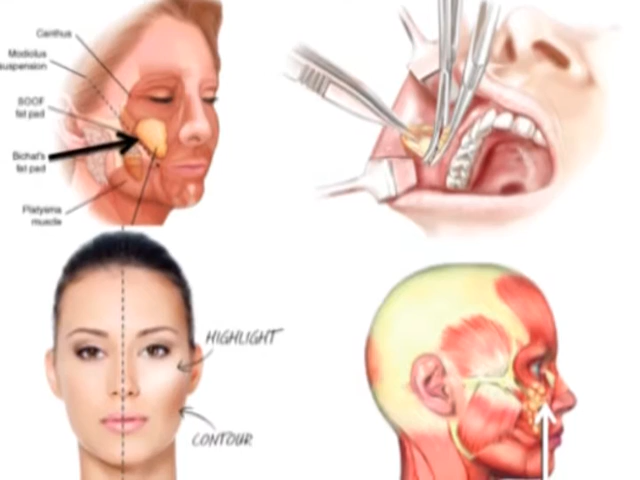 Canthus
Modiolus
suspension
SOOF
fat pad
Bichat's
fat pad
Platysma
muscle
HIGHLIGHT
CONTOUR